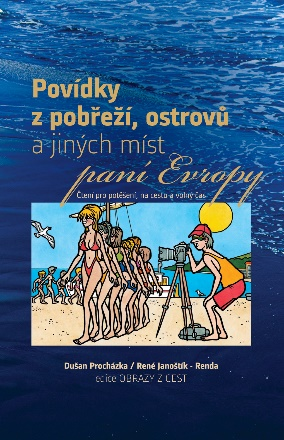 Povídky
z pobřeží, ostrovů
a jiných míst
paní Evropy
Čtení pro potěšení, na cestu a volný čas
Dušan Procházka / René Janoštík - Renda
edice OBRAZY Z CEST